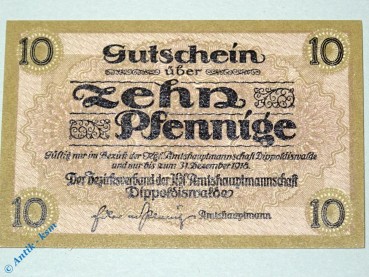 10 Gutschein 10
über
Zehn
Pfennige
Gültig nur im Bezirk der Kgl. Amtshauptmannschaft Dippoldiswalde
und nur bis zum 31. Dezember 1918.
Der Bezirksverband der Kgl. Amtshauptmannschaft
Dippoldiswalde
Amtshauptmann
10 10
© Antik-ksm